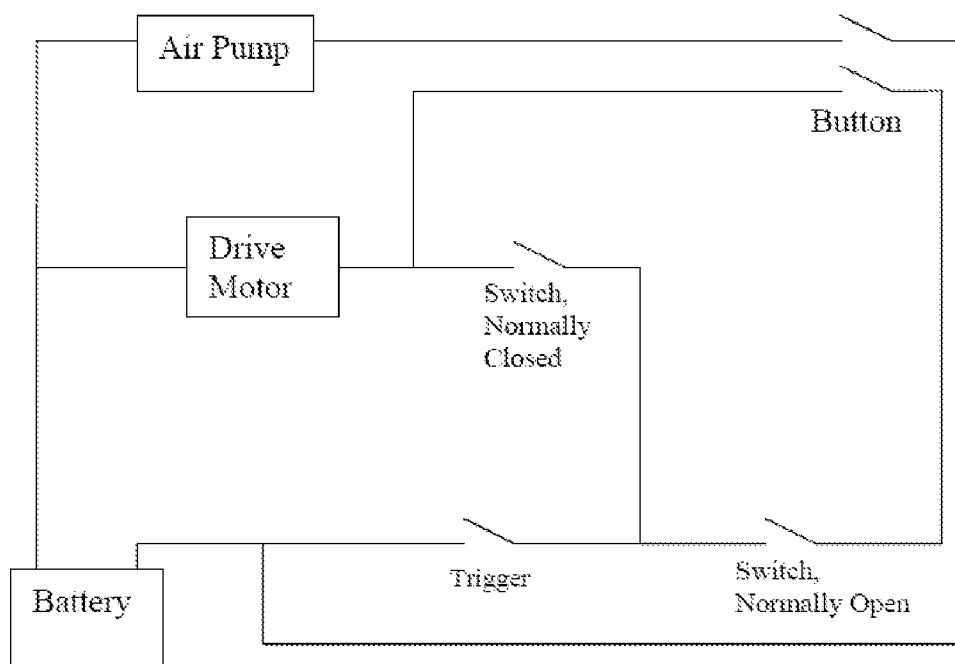 Air Pump
Button
Drive
Motor
Switch,
Normally
Closed
Trigger
Switch,
Normally Open
Battery